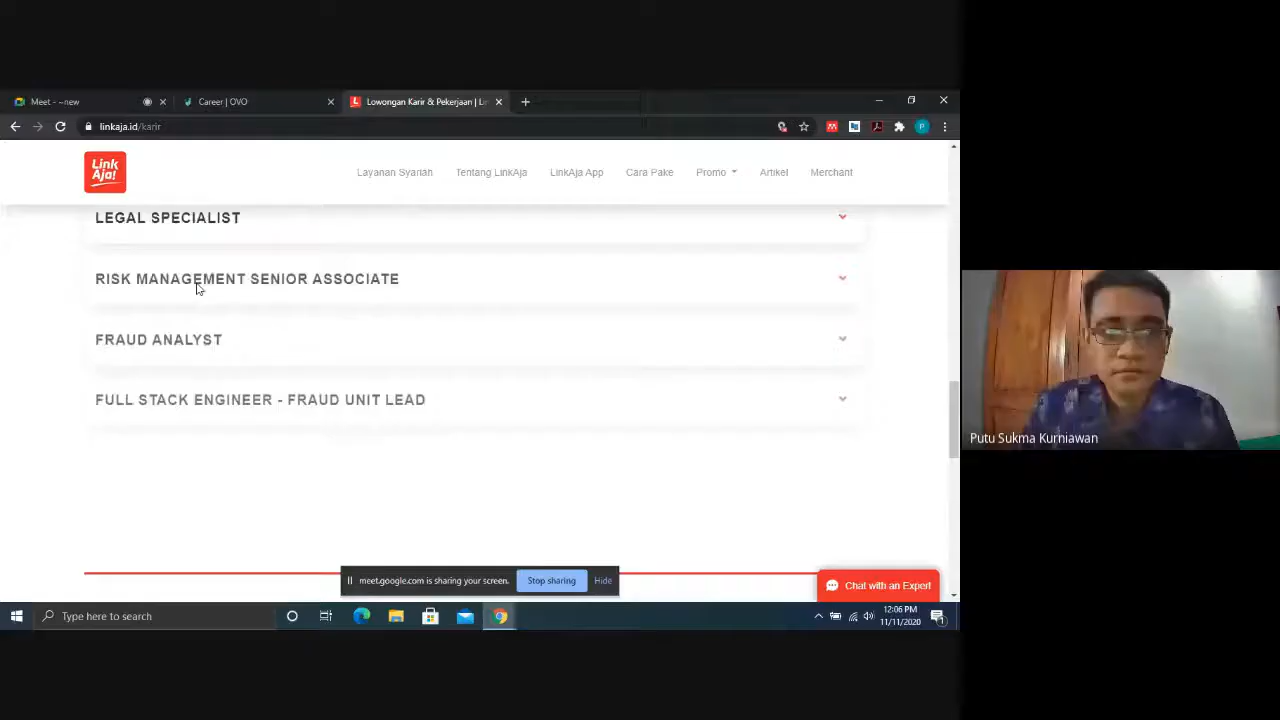 Meet - ~new
Career | OVO
Lowongan Karir & Pekerjaan | Lin
linkaja.id/karir
Link Aja!
Layanan Syariah
Tentang LinkAja
LinkAja App
Cara Pake
Promo
Artikel
Merchant
LEGAL SPECIALIST
RISK MANAGEMENT SENIOR ASSOCIATE
FRAUD ANALYST
FULL STACK ENGINEER - FRAUD UNIT LEAD
Putu Sukma Kurniawan
meet.google.com is sharing your screen.
Stop sharing
Hide
Chat with an Expert
Type here to search
12:06 PM
11/11/2020